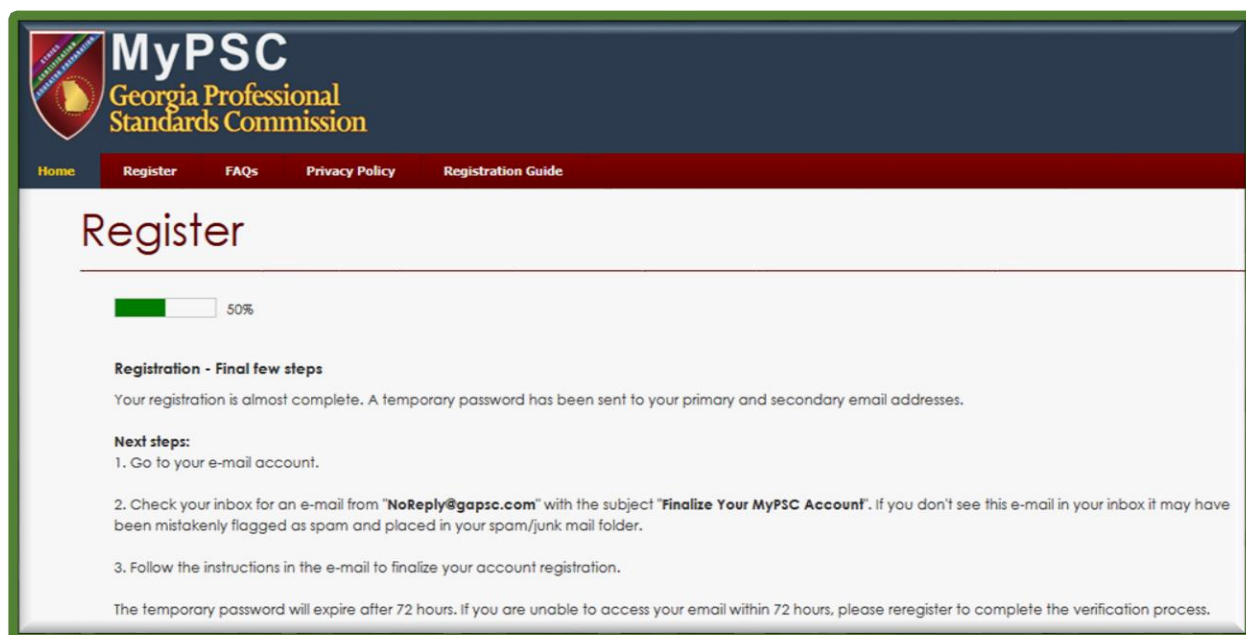 ETHICS
CERTIFICATION
EDUCATOR PREPARATION
MyPSC
Georgia Professional
Standards Commission
Home Register FAQs Privacy Policy Registration Guide
Register
50%
Registration - Final few steps
Your registration is almost complete. A temporary password has been sent to your primary and secondary email addresses.
Next steps:
1. Go to your e-mail account.
2. Check your inbox for an e-mail from "NoReply@gapsc.com" with the subject "Finalize Your MyPSC Account". If you don't see this e-mail in your inbox it may have
been mistakenly flagged as spam and placed in your spam/junk mail folder.
3. Follow the instructions in the e-mail to finalize your account registration.
The temporary password will expire after 72 hours. If you are unable to access your email within 72 hours, please reregister to complete the verification process.